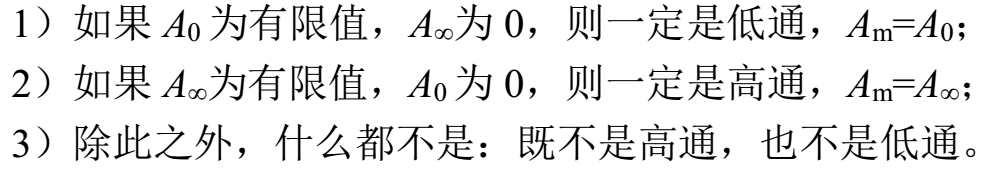 1）如果 A₀ 为有限值，A∞为 0，则一定是低通，Aₘ=A₀；
2）如果 A∞为有限值，A₀ 为 0，则一定是高通，Aₘ=A∞；
3）除此之外，什么都不是：既不是高通，也不是低通。